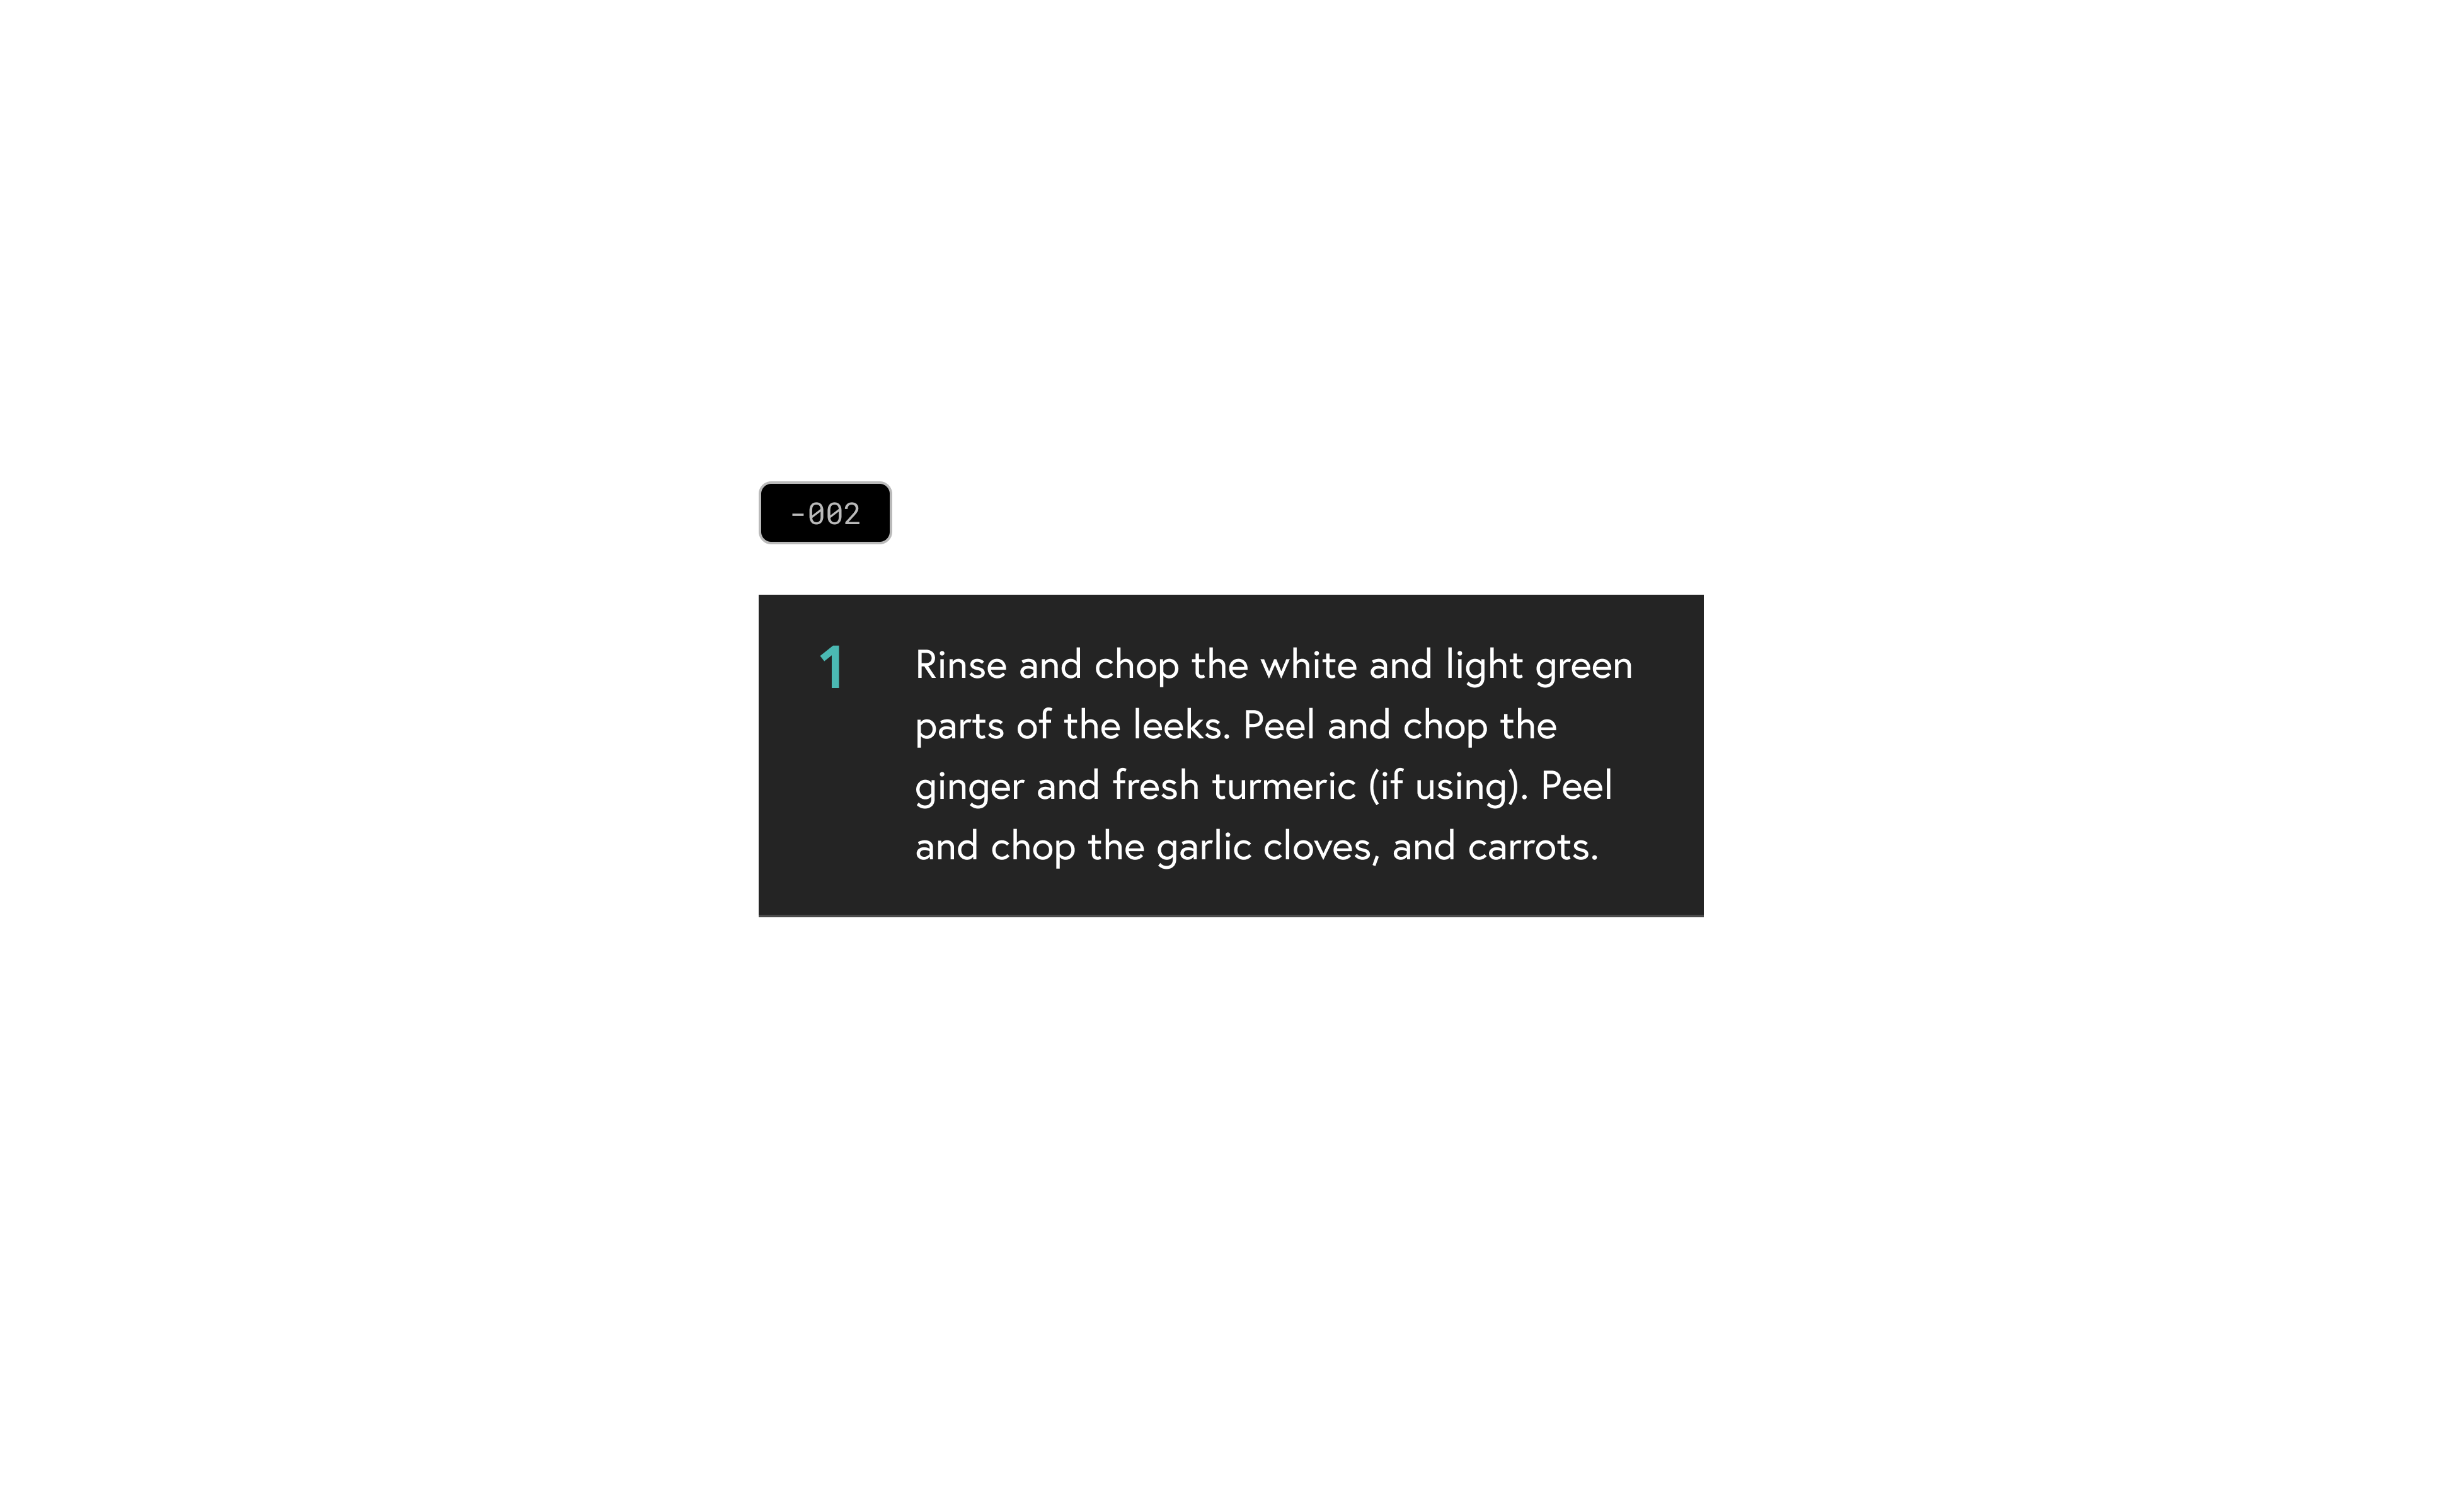 -002
1
Rinse and chop the white and light green
parts of the leeks. Peel and chop the
ginger and fresh turmeric (if using). Peel
and chop the garlic cloves, and carrots.